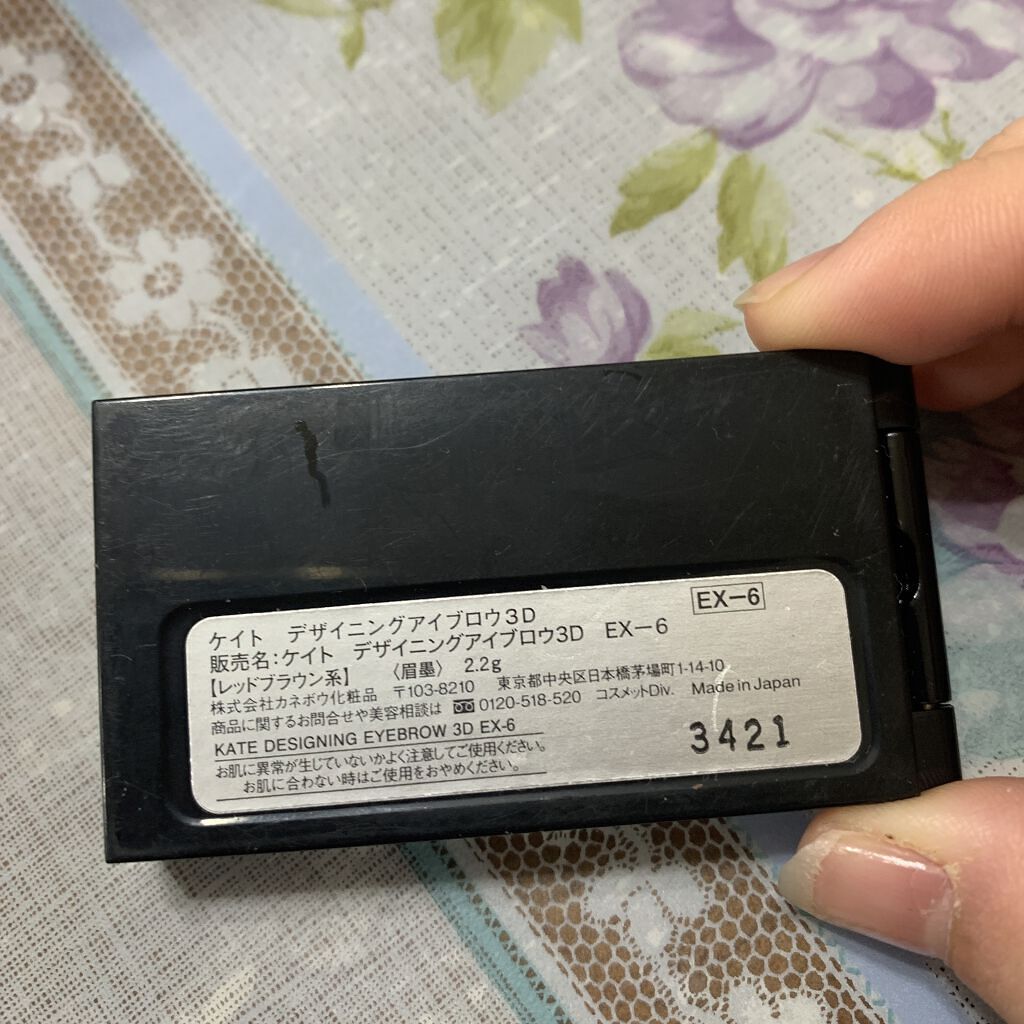 EX-6
ケイト デザイニングアイブロウ3D
販売名:ケイト デザイニングアイブロウ3D EX-6
【レッドブラウン系】 〈眉墨〉 2.2g
株式会社カネボウ化粧品 〒103-8210 東京都中央区日本橋茅場町1-14-10
商品に関するお問合せや美容相談は 0120-518-520 コスメットDiv. Made in Japan
KATE DESIGNING EYEBROW 3D EX-6
お肌に異常が生じていないかよく注意してご使用ください。
お肌に合わない時はご使用をおやめください。
3421